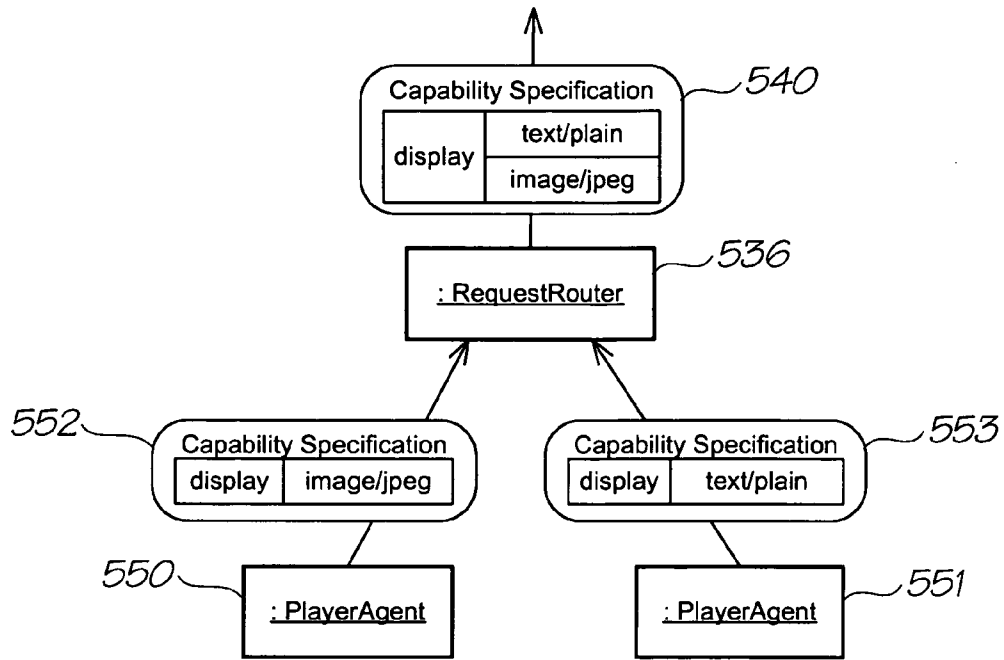 Capability Specification
540
display
text/plain
image/jpeg
536
: RequestRouter
552
Capability Specification
display image/jpeg
553
Capability Specification
display text/plain
550
: PlayerAgent
551
: PlayerAgent